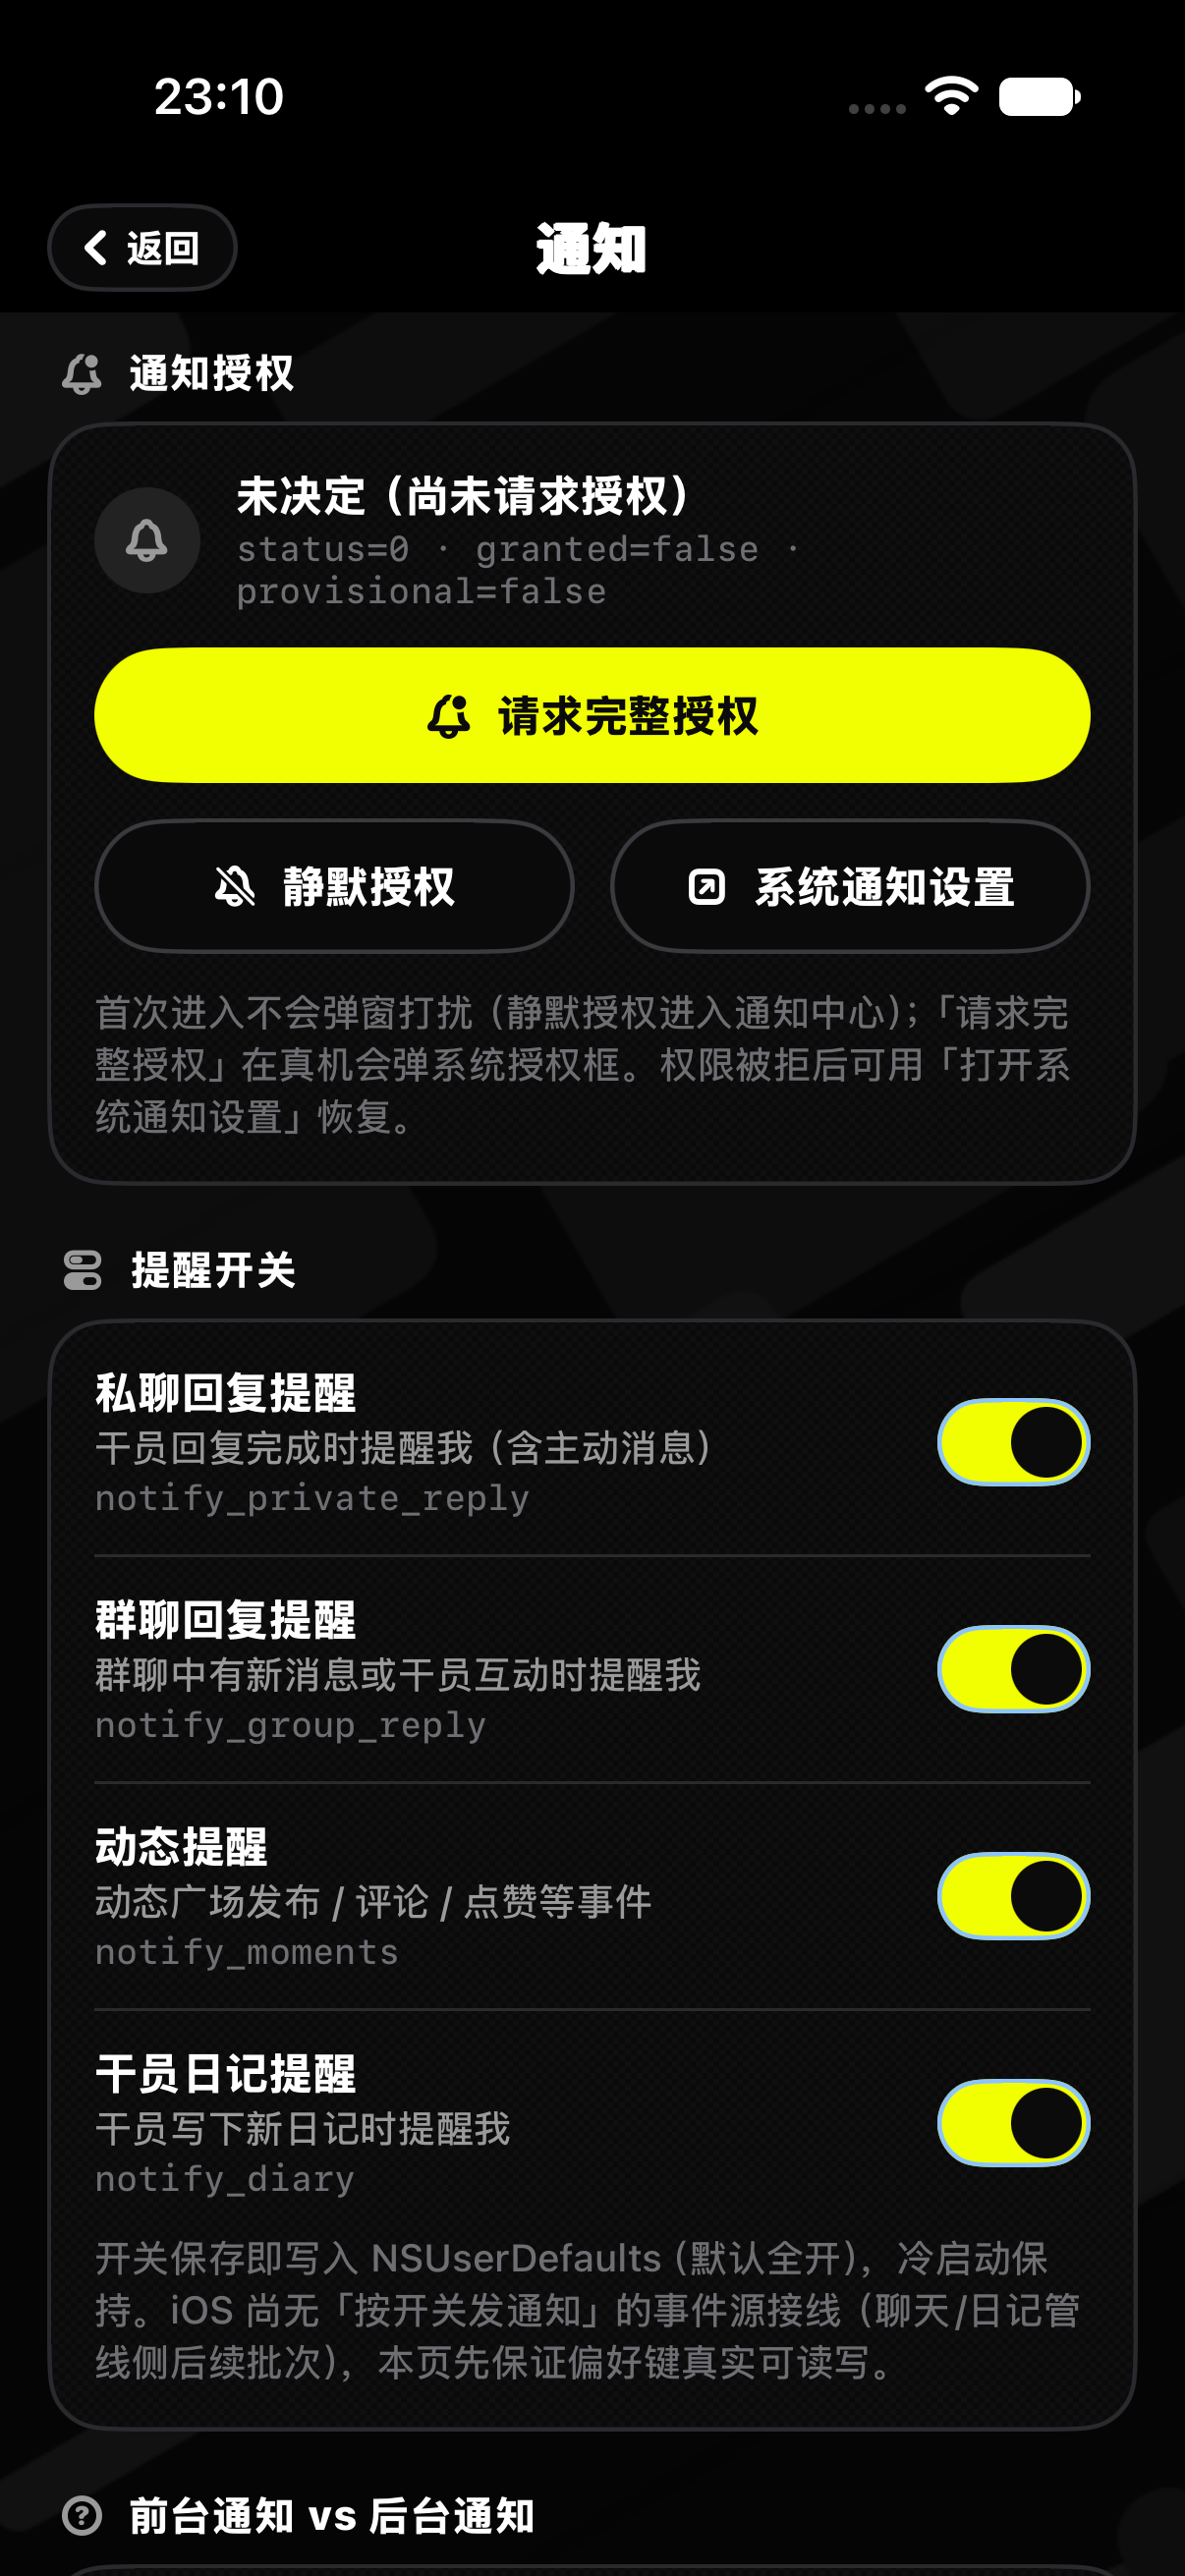 23:10
返回
通知
通知授权
未决定（尚未请求授权）
status=0 · granted=false ·
provisional=false
请求完整授权
静默授权
系统通知设置
首次进入不会弹窗打扰（静默授权进入通知中心）；「请求完
整授权」在真机会弹系统授权框。权限被拒后可用「打开系
统通知设置」恢复。
提醒开关
私聊回复提醒
干员回复完成时提醒我（含主动消息）
notify_private_reply
群聊回复提醒
群聊中有新消息或干员互动时提醒我
notify_group_reply
动态提醒
动态广场发布 / 评论 / 点赞等事件
notify_moments
干员日记提醒
干员写下新日记时提醒我
notify_diary
开关保存即写入 NSUserDefaults（默认全开），冷启动保
持。iOS 尚无「按开关发通知」的事件源接线（聊天/日记管
线侧后续批次），本页先保证偏好键真实可读写。
前台通知 vs 后台通知